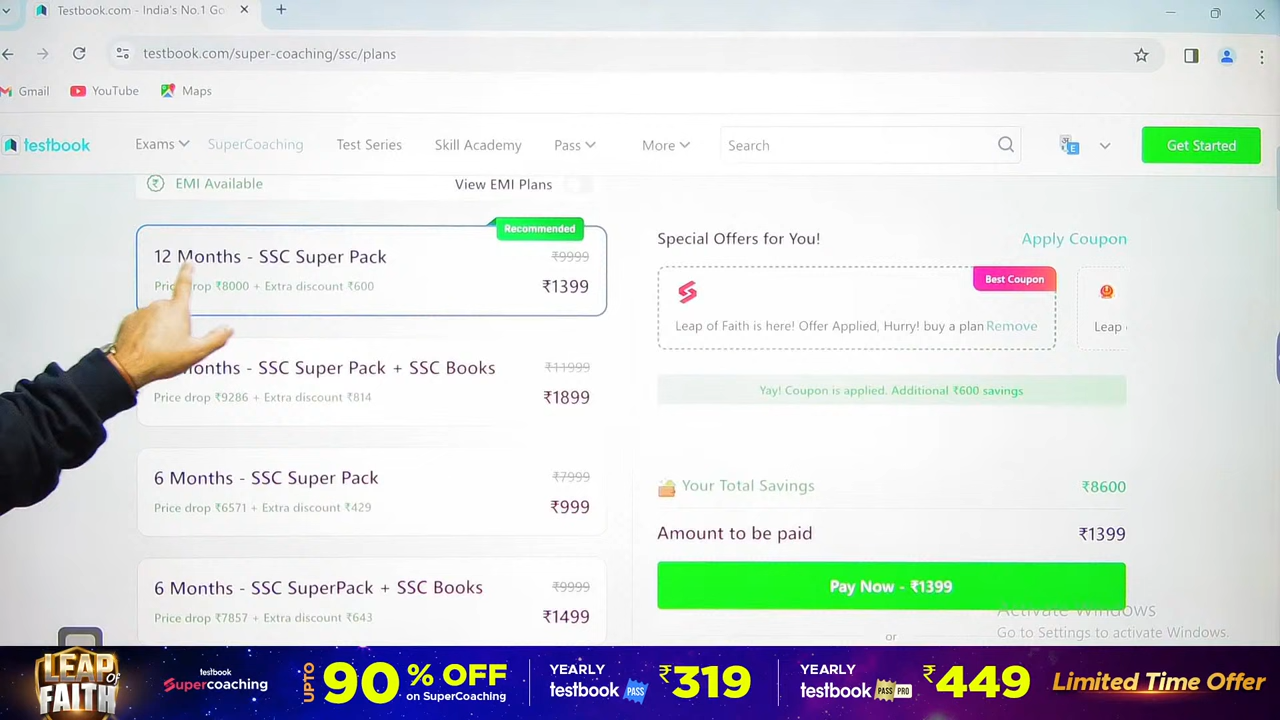 Testbook.com - India's No.1 Go
testbook.com/super-coaching/ssc/plans
Gmail
YouTube
Maps
testbook
Exams
SuperCoaching
Test Series
Skill Academy
Pass
More
Search
E
Get Started
EMI Available
View EMI Plans
Recommended
12 Months - SSC Super Pack
₹9999
Price drop ₹8000 + Extra discount ₹600
₹1399
Months - SSC Super Pack + SSC Books
₹11999
Price drop ₹9286 + Extra discount ₹814
₹1899
6 Months - SSC Super Pack
₹7999
Price drop ₹6571 + Extra discount ₹429
₹999
6 Months - SSC SuperPack + SSC Books
₹9999
Price drop ₹7857 + Extra discount ₹643
₹1499
Special Offers for You!
Apply Coupon
Best Coupon
Leap of Faith is here! Offer Applied, Hurry! buy a plan Remove
Leap
Yay! Coupon is applied. Additional ₹600 savings
Your Total Savings
₹8600
Amount to be paid
₹1399
Pay Now - ₹1399
or
Activate Windows
Go to Settings to activate Windows.
LEAP OF FAITH
testbook
Supercoaching
UPTO 90% OFF
on SuperCoaching
YEARLY
testbook PASS
₹319
YEARLY
testbook PASS PRO
₹449
Limited Time Offer